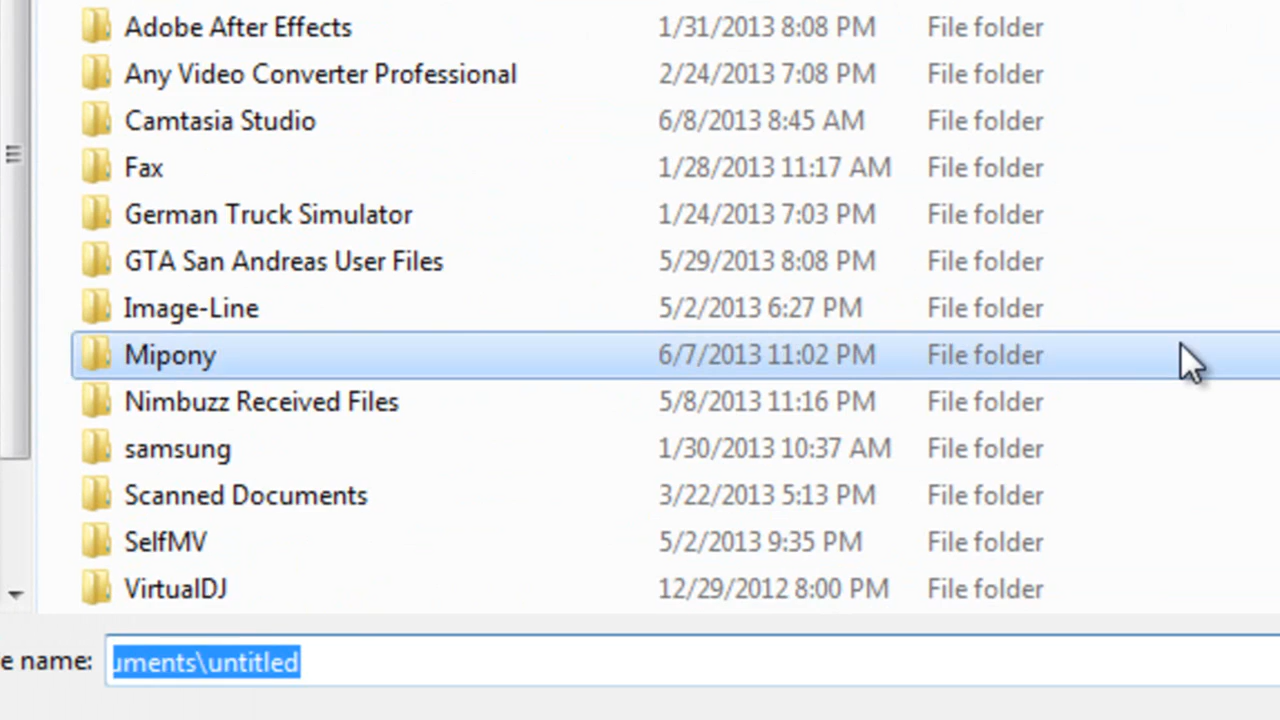 Adobe After Effects 1/31/2013 8:08 PM File folder
Any Video Converter Professional 2/24/2013 7:08 PM File folder
Camtasia Studio 6/8/2013 8:45 AM File folder
Fax 1/28/2013 11:17 AM File folder
German Truck Simulator 1/24/2013 7:03 PM File folder
GTA San Andreas User Files 5/29/2013 8:08 PM File folder
Image-Line 5/2/2013 6:27 PM File folder
Mipony 6/7/2013 11:02 PM File folder
Nimbuzz Received Files 5/8/2013 11:16 PM File folder
samsung 1/30/2013 10:37 AM File folder
Scanned Documents 3/22/2013 5:13 PM File folder
SelfMV 5/2/2013 9:35 PM File folder
VirtualDJ 12/29/2012 8:00 PM File folder
e name: uments\untitled